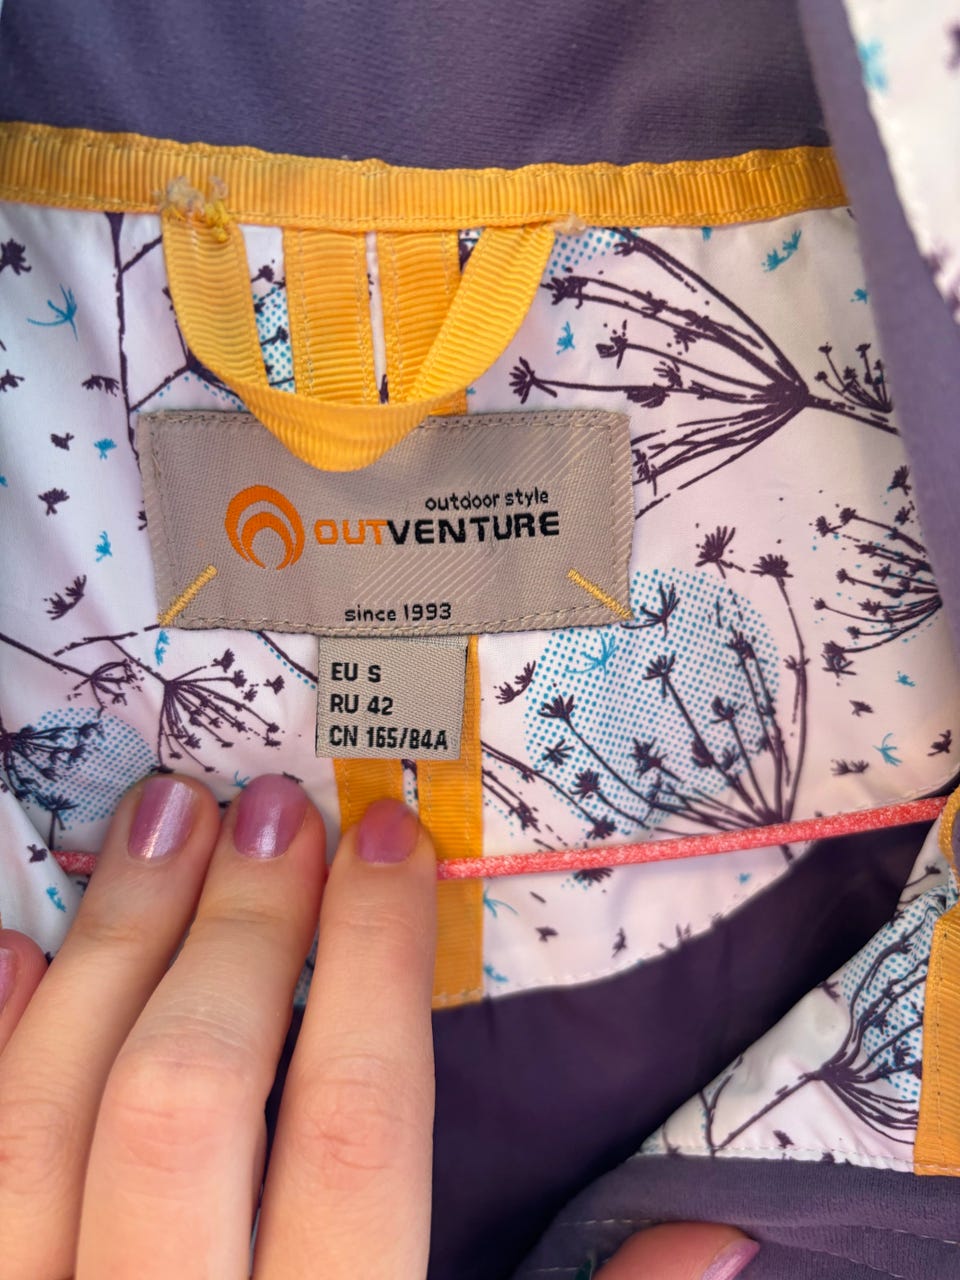 outdoor style
OUTVENTURE
since 1993
EU S
RU 42
CN 165/84A